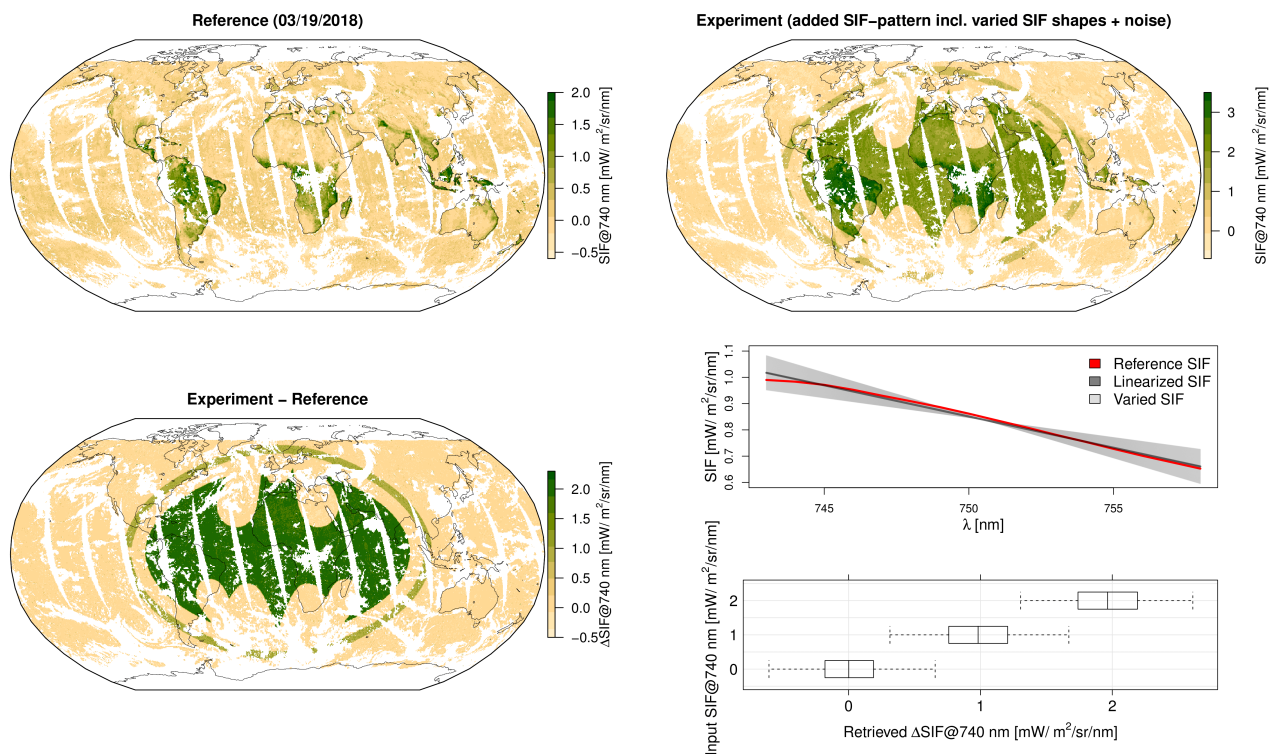 Reference (03/19/2018)
2.0
1.5
1.0
0.5
0.0
−0.5
SIF@740 nm [mW/ m²/sr/nm]
Experiment (added SIF−pattern incl. varied SIF shapes + noise)
3
2
1
0
SIF@740 nm [mW/ m²/sr/nm]
Experiment − Reference
2.0
1.5
1.0
0.5
0.0
−0.5
ΔSIF@740 nm [mW/ m²/sr/nm]
SIF [mW/ m²/sr/nm]
1.1
1.0
0.9
0.8
0.7
0.6
Reference SIF
Linearized SIF
Varied SIF
745 750 755
λ [nm]
Input SIF@740 nm [mW/ m²/sr/nm]
2
1
0
0 1 2
Retrieved ΔSIF@740 nm [mW/ m²/sr/nm]